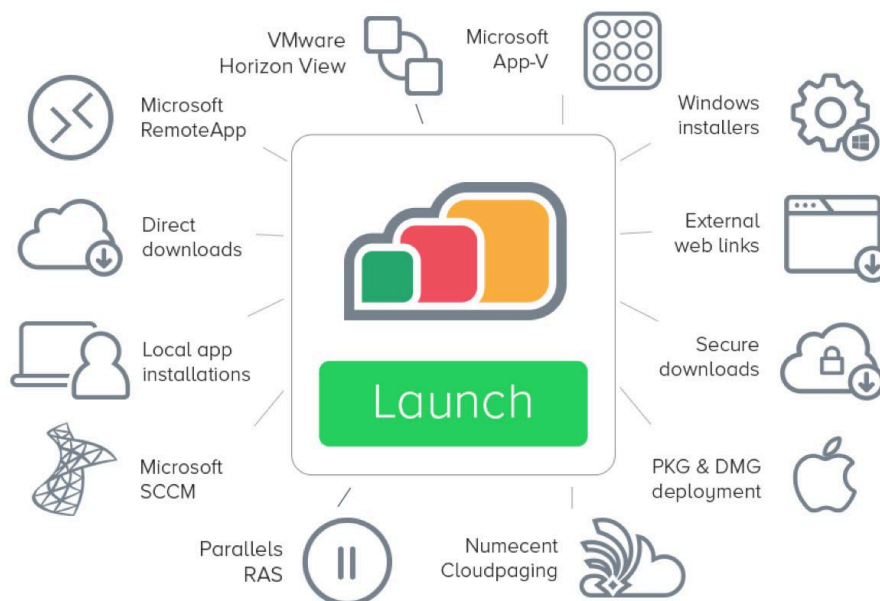 VMware
Horizon View
Microsoft
App-V
Microsoft
RemoteApp
Windows
installers
Direct
downloads
External
web links
Local app
installations
Secure
downloads
Launch
Microsoft
SCCM
PKG & DMG
deployment
Parallels
RAS
Numecent
Cloudpaging